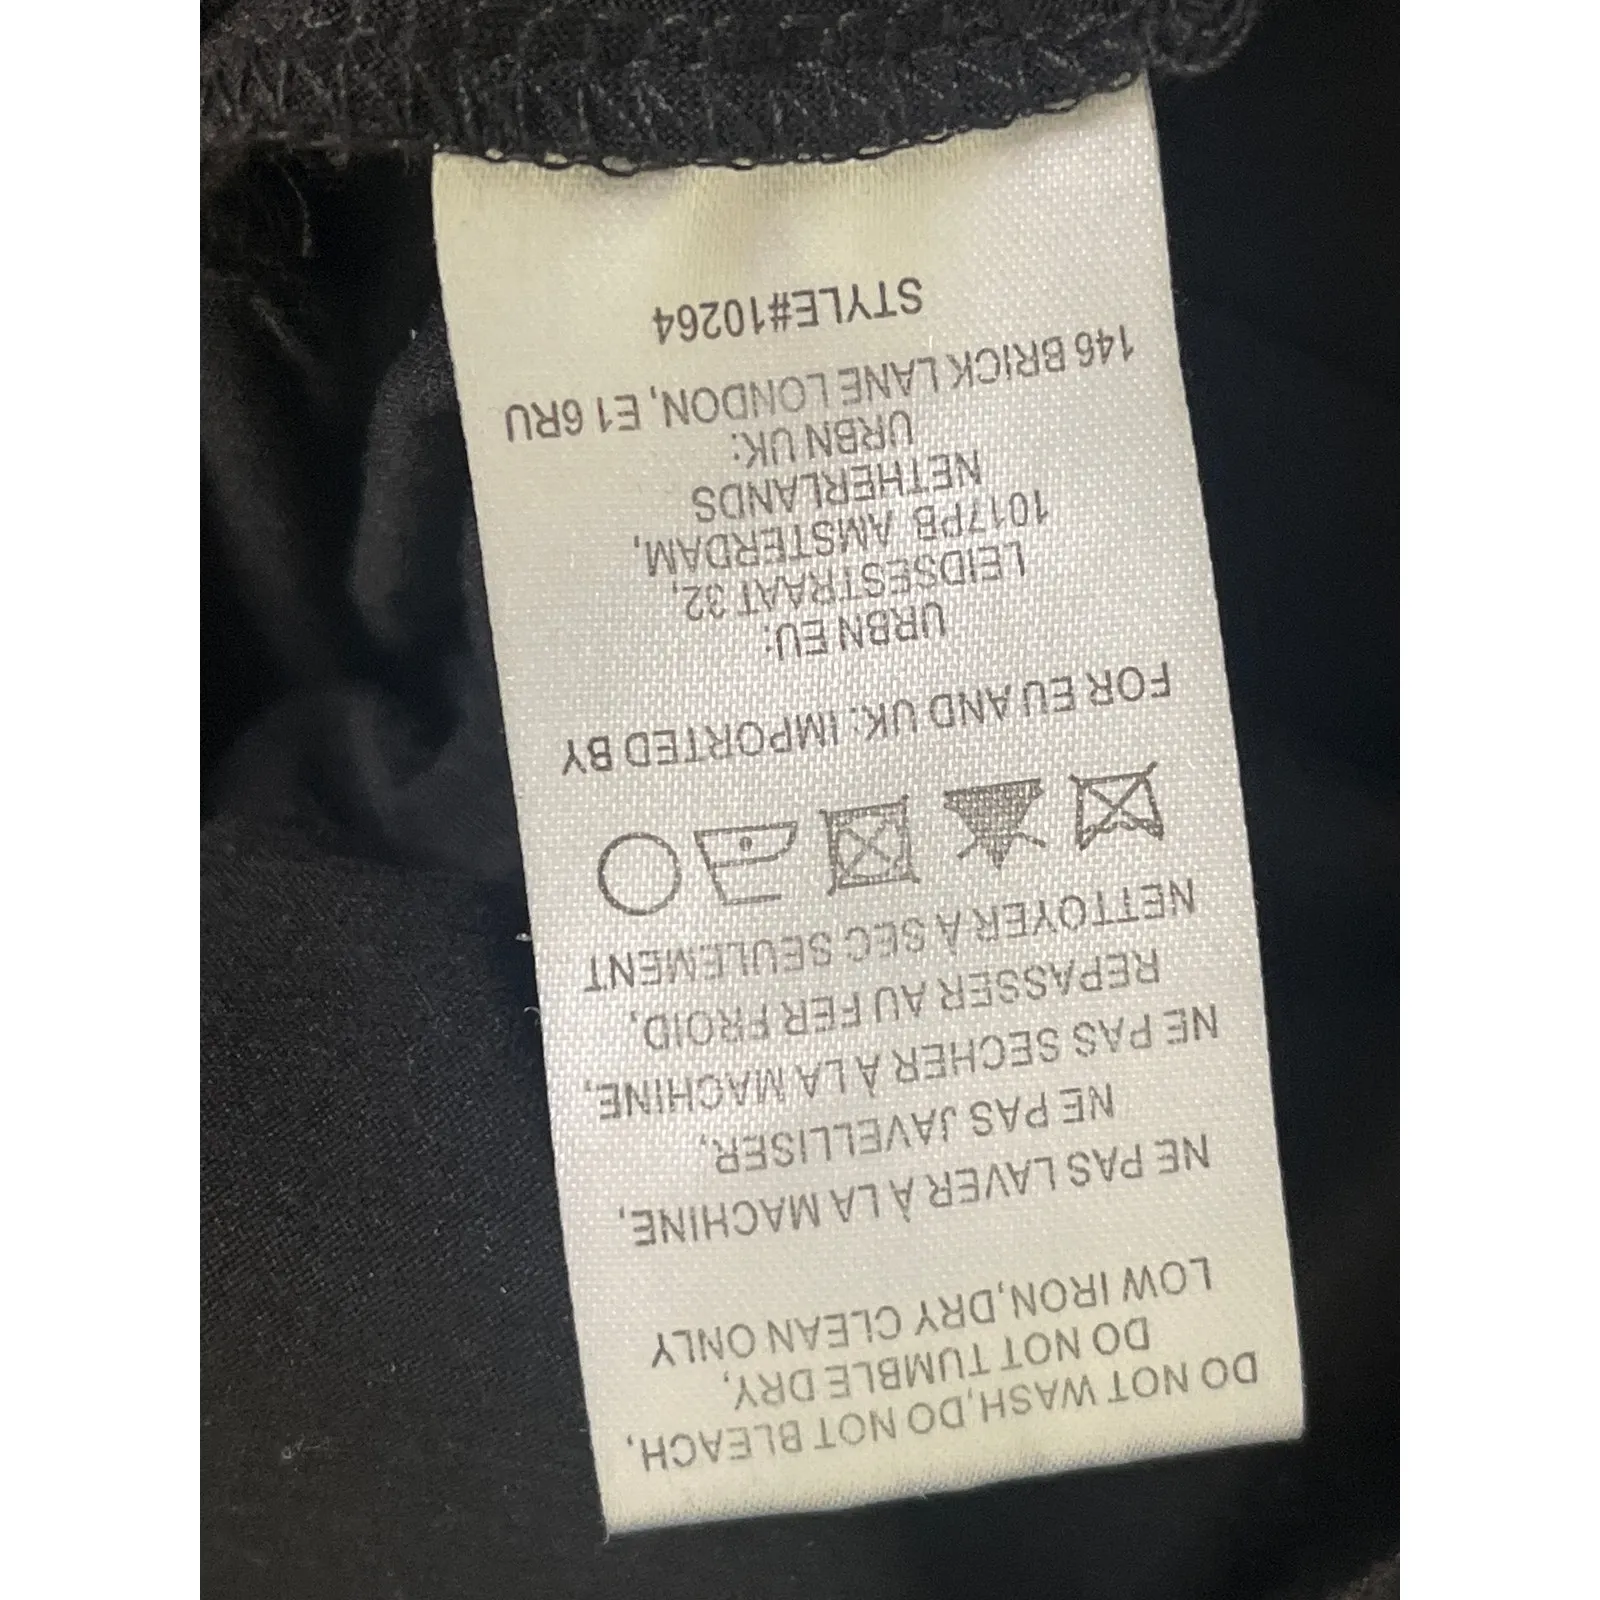 DO NOT WASH,DO NOT BLEACH,
DO NOT TUMBLE DRY,
LOW IRON,DRY CLEAN ONLY
NE PAS LAVER À LA MACHINE,
NE PAS JAVELLISER,
NE PAS SECHER À LA MACHINE,
REPASSER AU FER FROID,
NETTOYER À SEC SEULEMENT
FOR EU AND UK: IMPORTED BY
URBN EU:
LEIDSESTRAAT 32,
1017PB AMSTERDAM,
NETHERLANDS
URBN UK:
146 BRICK LANE LONDON, E1 6RU
STYLE#10264